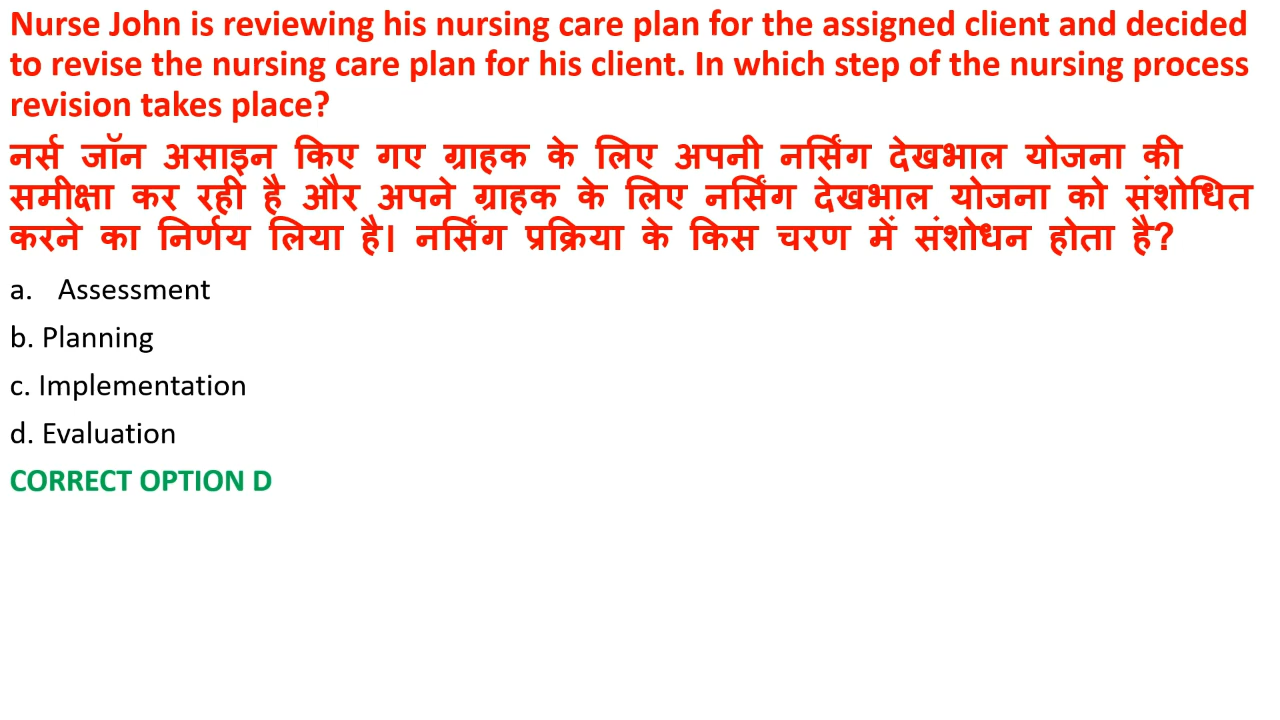 Nurse John is reviewing his nursing care plan for the assigned client and decided
to revise the nursing care plan for his client. In which step of the nursing process
revision takes place?
नर्स जॉन असाइन किए गए ग्राहक के लिए अपनी नर्सिंग देखभाल योजना की
समीक्षा कर रही है और अपने ग्राहक के लिए नर्सिंग देखभाल योजना को संशोधित
करने का निर्णय लिया है। नर्सिंग प्रक्रिया के किस चरण में संशोधन होता है?
a. Assessment
b. Planning
c. Implementation
d. Evaluation
CORRECT OPTION D